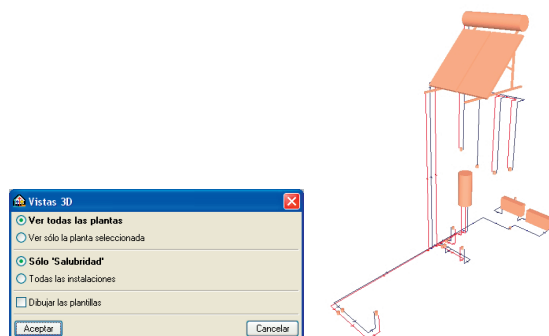 Vistas 3D
Ver todas las plantas
Ver sólo la planta seleccionada
Sólo 'Salubridad'
Todas las instalaciones
Dibujar las plantillas
Aceptar
Cancelar